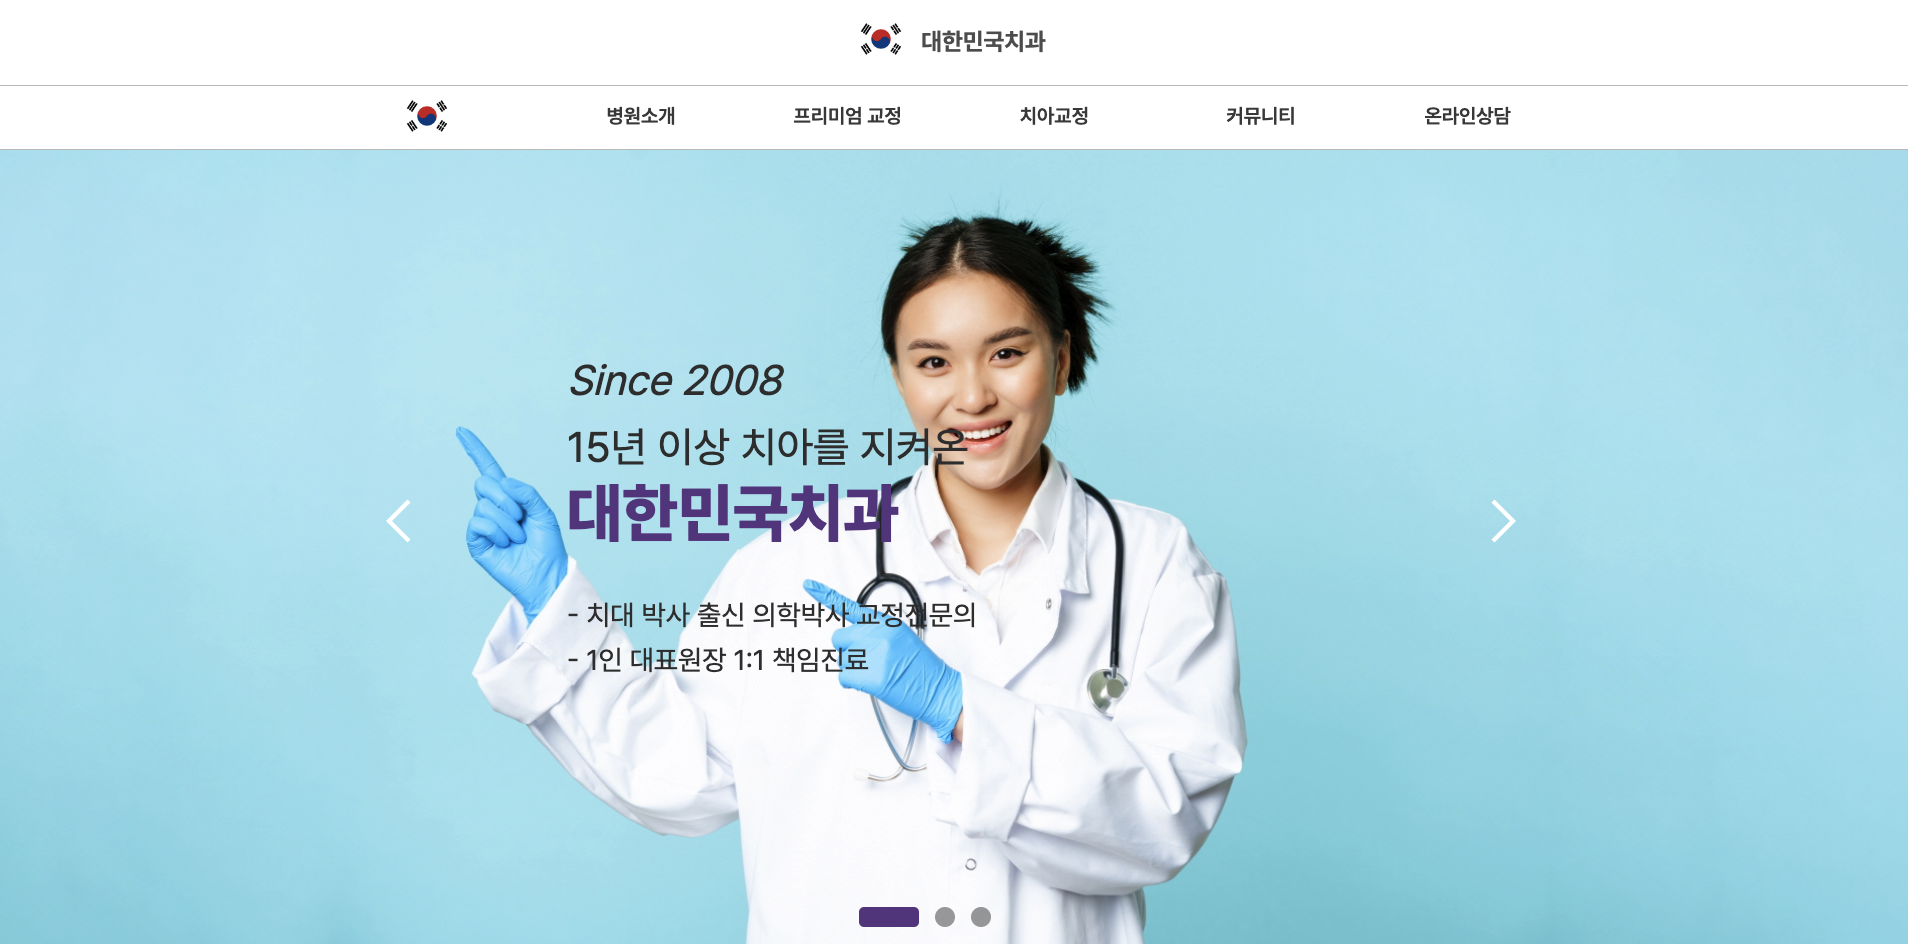 대한민국치과
병원소개 프리미엄 교정 치아교정 커뮤니티 온라인상담
Since 2008
15년 이상 치아를 지켜온
대한민국치과
- 치대 박사 출신 의학박사 교정전문의
- 1인 대표원장 1:1 책임진료